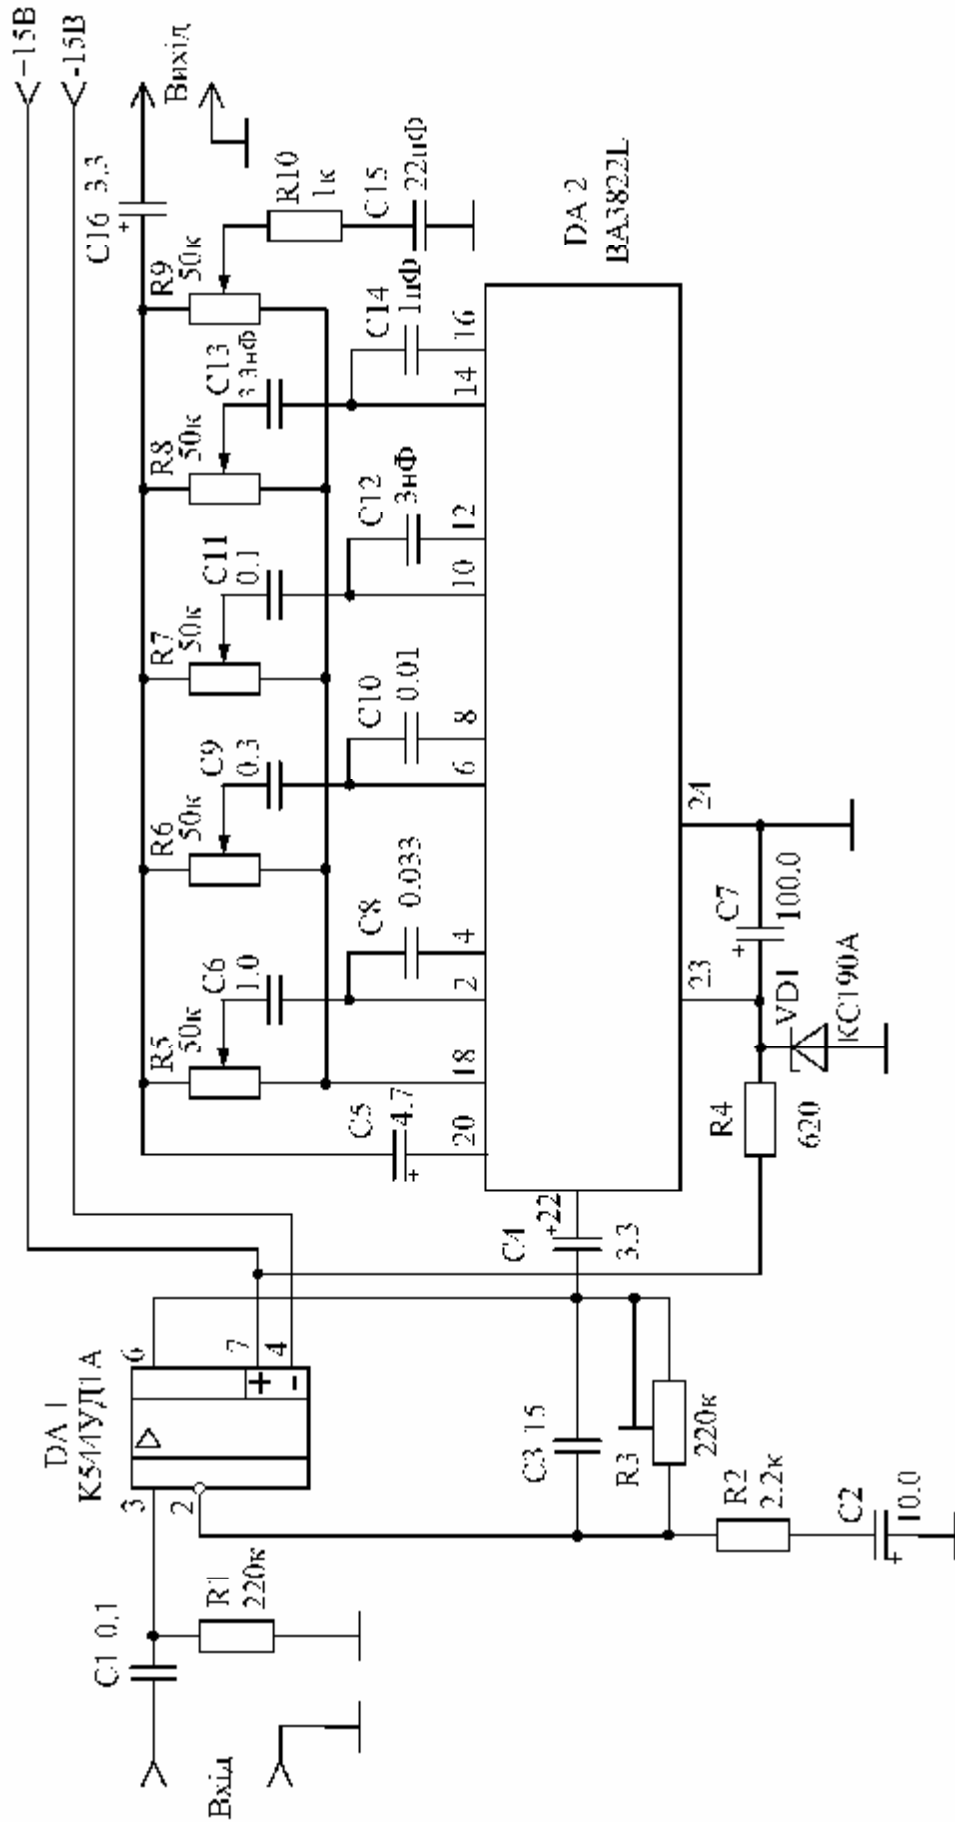 +15В
-15В
Вихід
C16 3.3
R9
50к
R10
1к
C15
22нФ
C13
3.3нФ
C14
1нФ
R8
50к
C11
0.1
C12
3нФ
R7
50к
C9
0.3
C10
0.01
R6
50к
C6
1.0
C8
0.033
R5
50к
C5
4.7
20
18
2
4
6
8
10
12
14
16
DA 2
BA3822L
+22
C4
3.3
23
24
C7
100.0
VD1
КС190А
R4
620
DA 1
К544УД1А
3
2
6
7
4
C3 15
R3
220к
R2
2.2к
C2
10.0
C1 0.1
R1
220к
Вхід